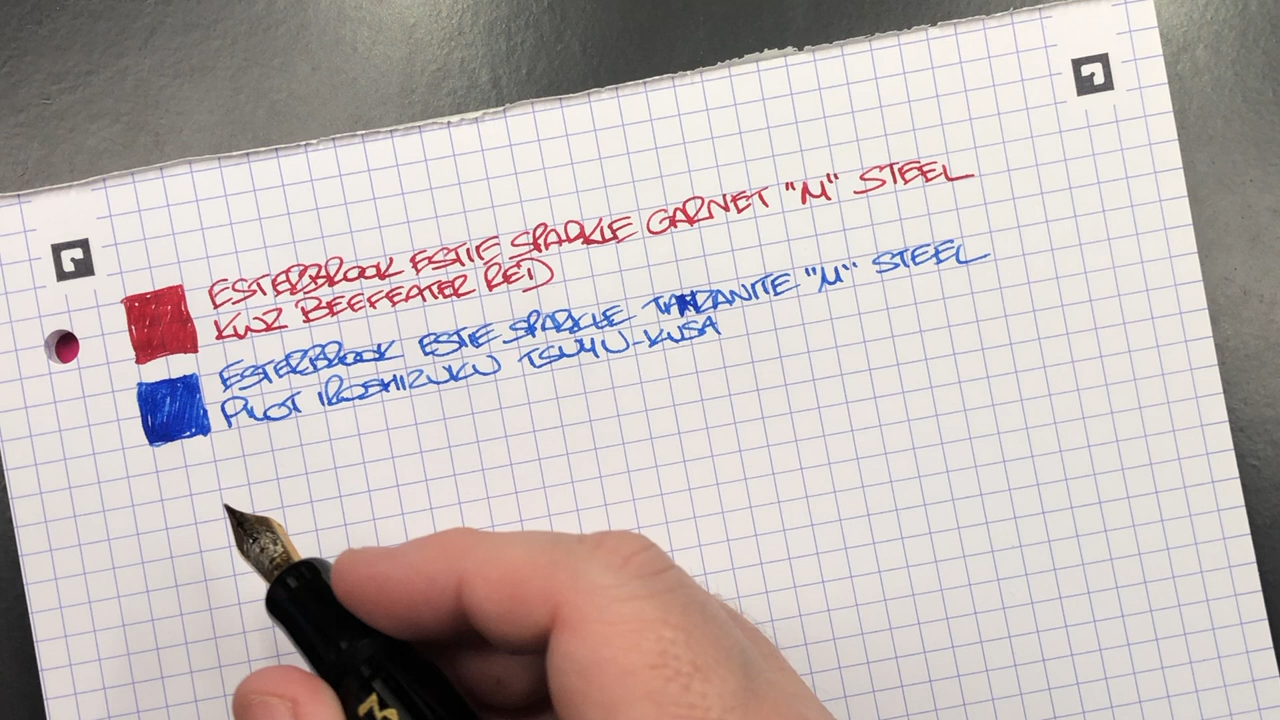 ESTERBROOK ESTIE SPARKLE GARNET "M" STEEL
KWZ BEEFEATER RED
ESTERBROOK ESTIE SPARKLE TANZANITE "M" STEEL
PILOT IROSHIZUKU TSUYU-KUSA